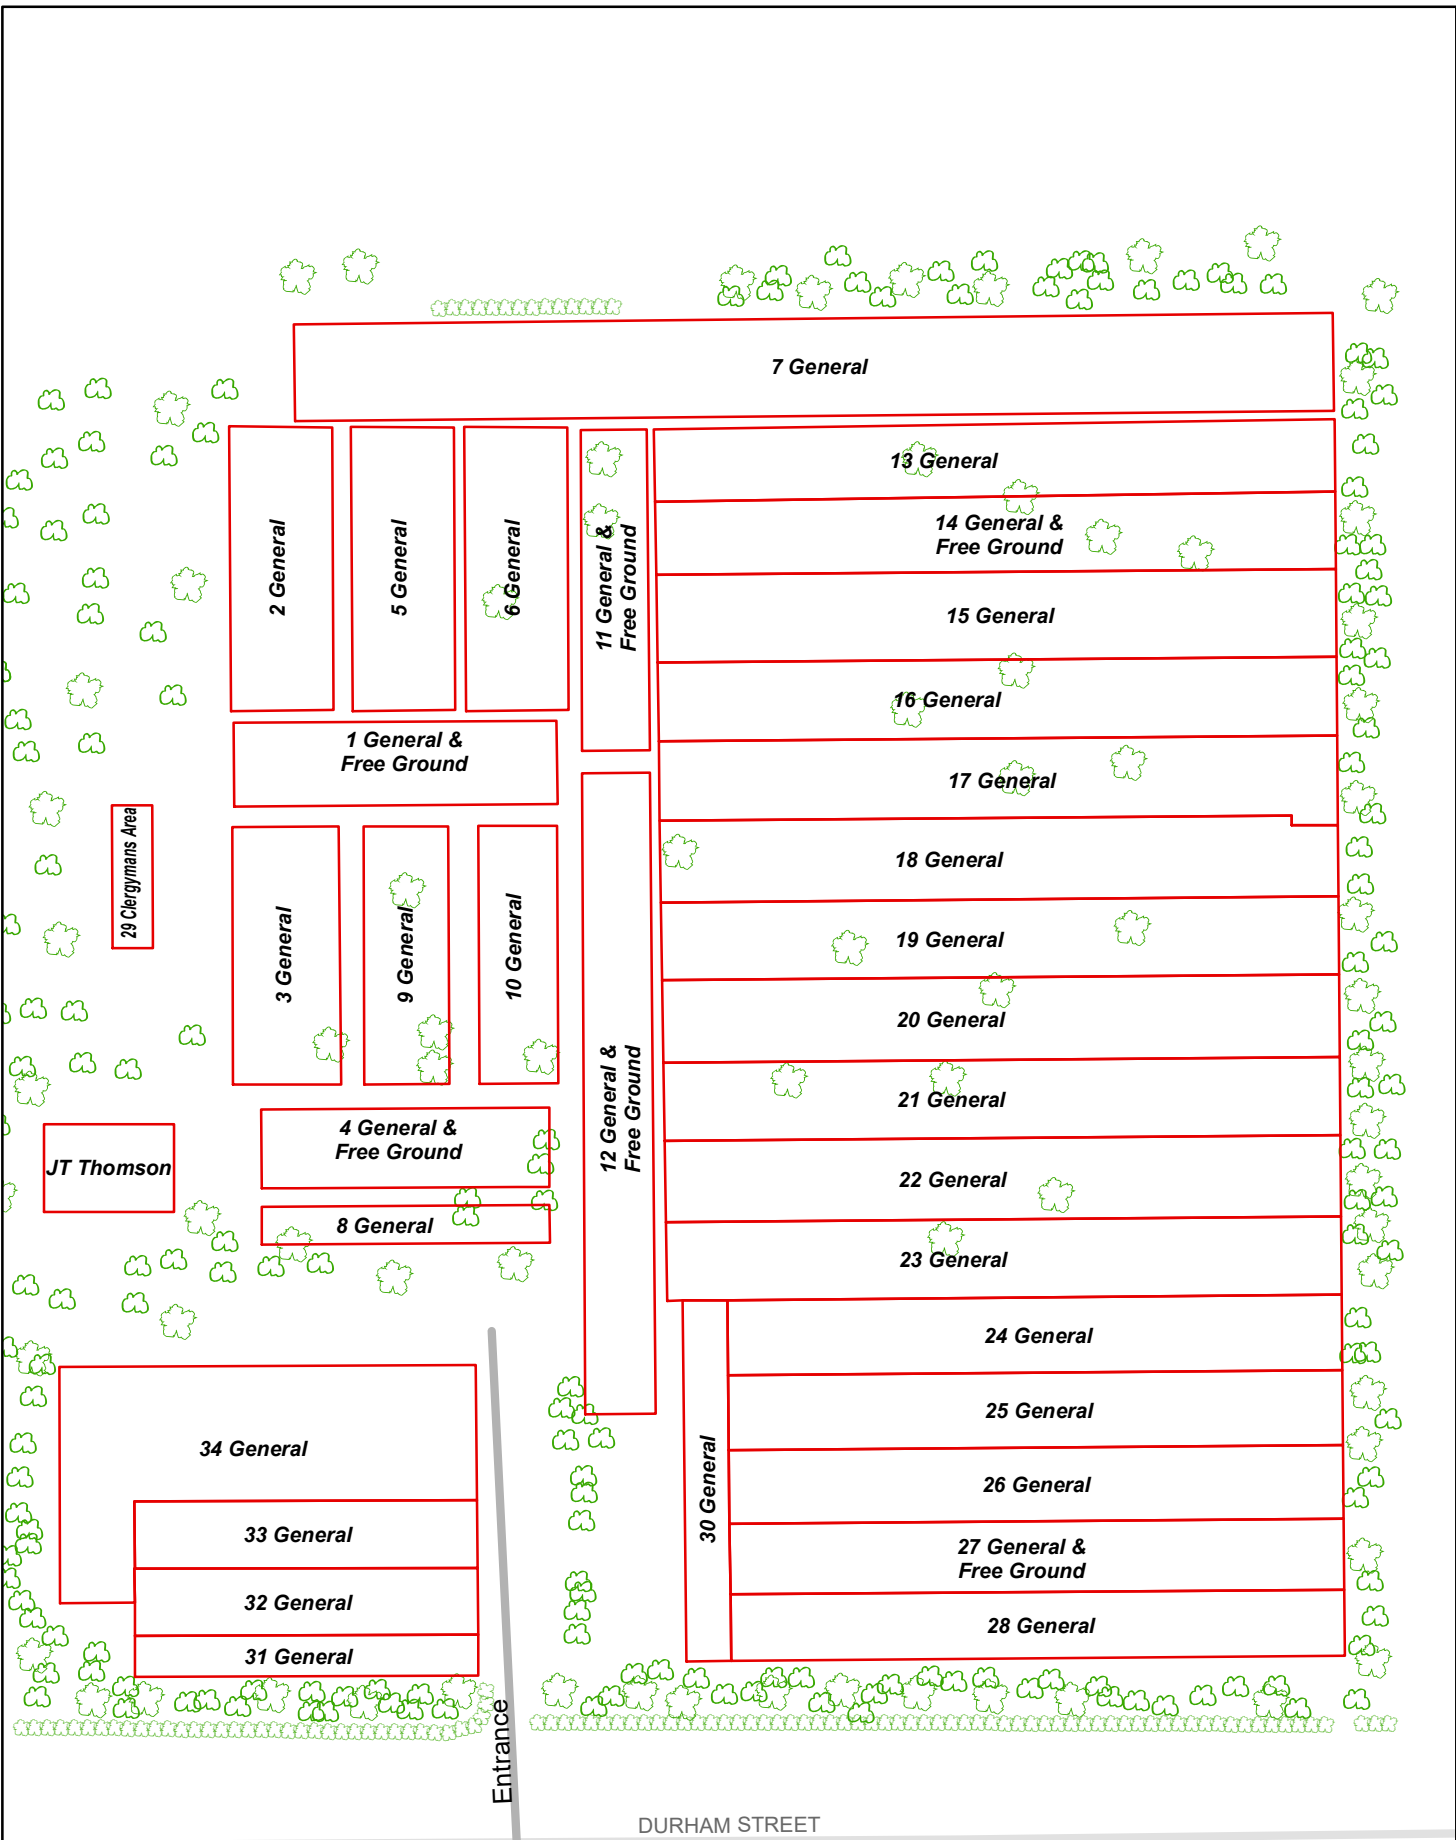 7 General
13 General
14 General &
Free Ground
2 General
5 General
6 General
11 General &
Free Ground
15 General
16 General
1 General &
Free Ground
17 General
29 Clergymans Area
18 General
3 General
9 General
10 General
19 General
20 General
12 General &
Free Ground
21 General
4 General &
Free Ground
JT Thomson
22 General
8 General
23 General
24 General
25 General
34 General
30 General
26 General
33 General
27 General &
Free Ground
32 General
28 General
31 General
Entrance
DURHAM STREET